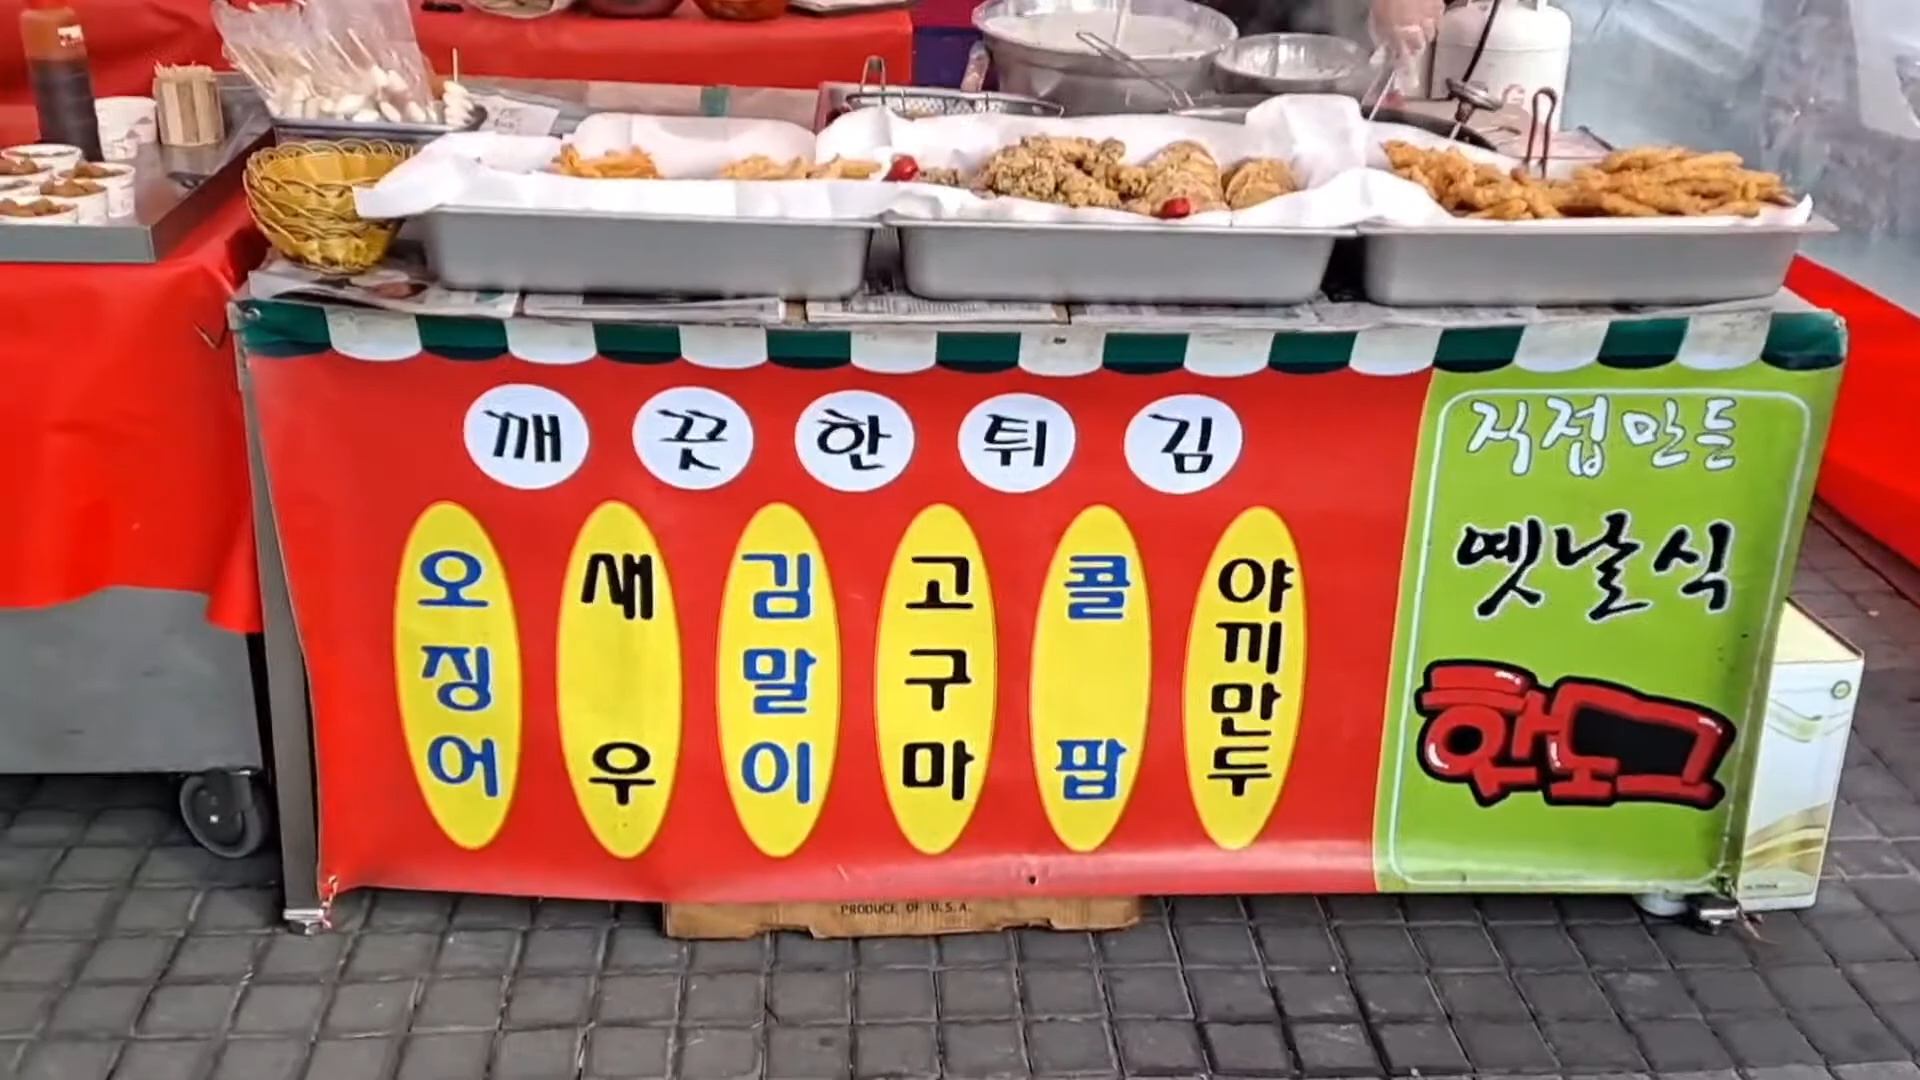 깨끗한튀김
오징어
새우
김말이
고구마
콜팝
야끼만두
직접만든
옛날식
핫도그
PRODUCE OF U.S.A.